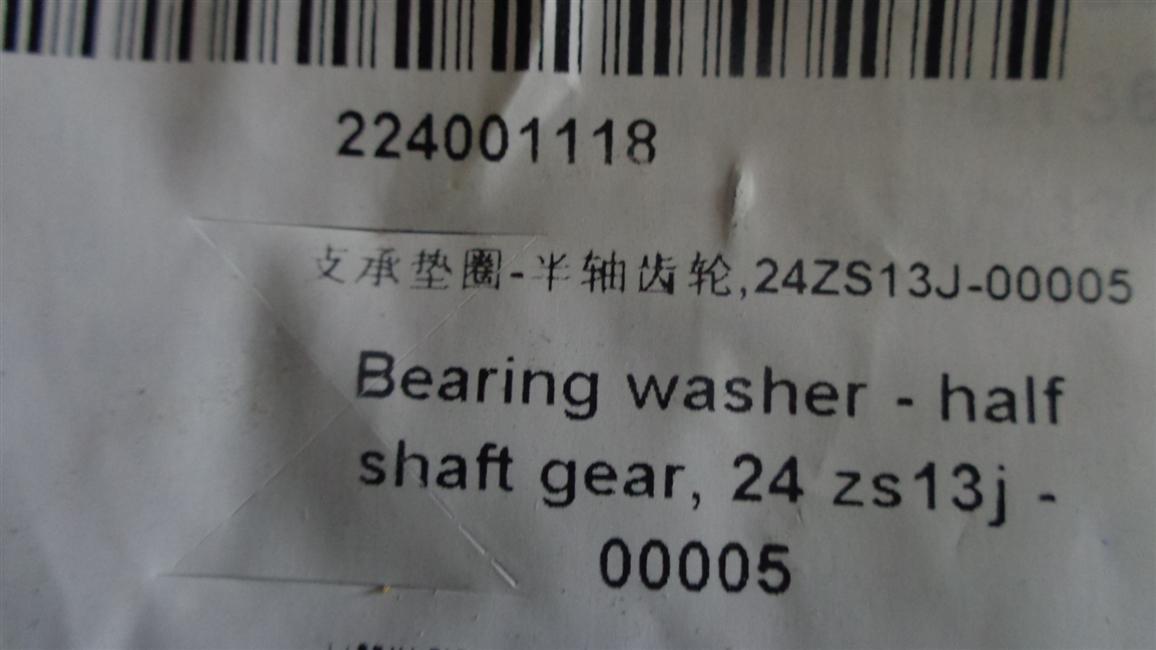 224001118
支承垫圈-半轴齿轮,24ZS13J-00005
Bearing washer - half
shaft gear, 24 zs13j -
00005